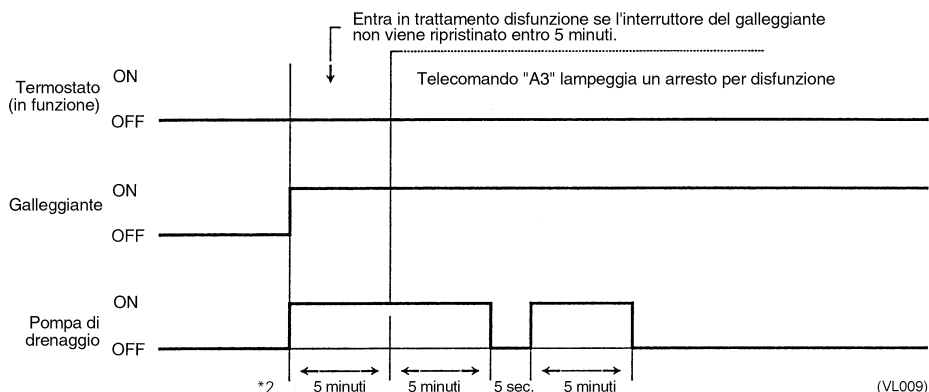 Entra in trattamento disfunzione se l'interruttore del galleggiante
non viene ripristinato entro 5 minuti.
Telecomando "A3" lampeggia un arresto per disfunzione
Termostato
(in funzione)
ON
OFF
Galleggiante
ON
OFF
Pompa di
drenaggio
ON
OFF
*2 5 minuti 5 minuti 5 sec. 5 minuti (VL009)